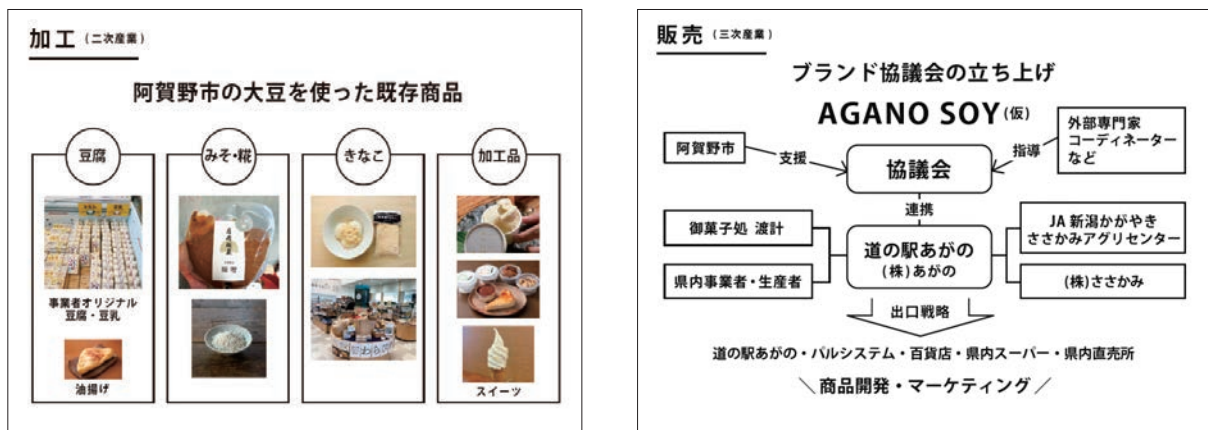 加工(二次産業)
阿賀野市の大豆を使った既存商品
豆腐
みそ・糀
きなこ
加工品
事業者オリジナル
豆腐・豆乳
油揚げ
スイーツ
販売(三次産業)
ブランド協議会の立ち上げ
AGANO SOY(仮)
阿賀野市
支援
協議会
指導
外部専門家
コーディネーター
など
連携
御菓子処 渡計
県内事業者・生産者
道の駅あがの
(株)あがの
JA 新潟かがやき
ささかみアグリセンター
(株)ささかみ
出口戦略
道の駅あがの・パルシステム・百貨店・県内スーパー・県内直売所
＼商品開発・マーケティング／